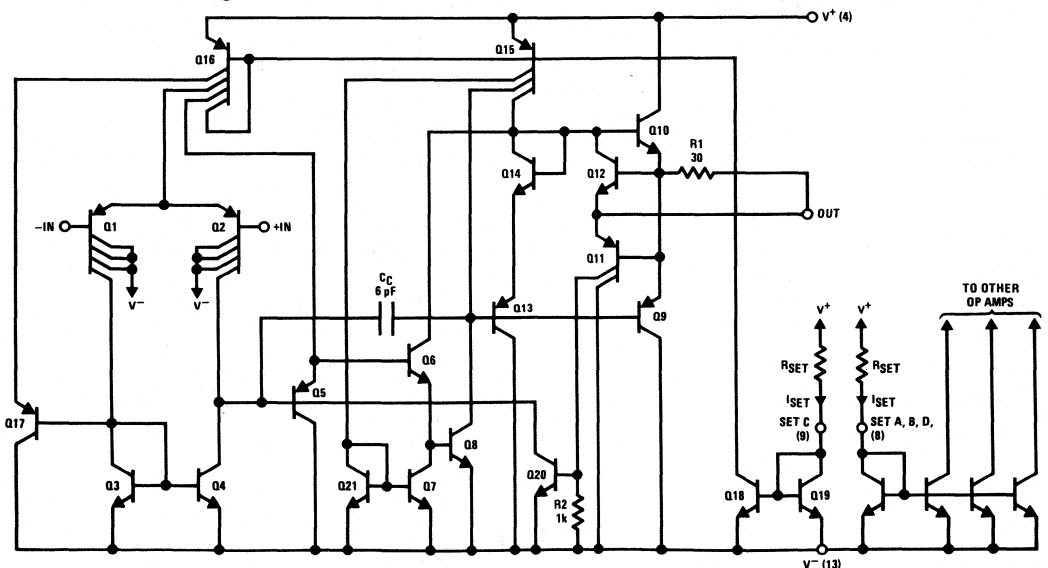 V+ (4)
Q16
Q15
Q10
R1
30
Q14
Q12
OUT
-IN
Q1
Q2
+IN
V-
V-
Q11
CC
6 pF
Q13
Q9
TO OTHER
OP AMPS
V+
V+
RSET
RSET
ISET
ISET
SET C
(9)
SET A, B, D,
(8)
Q6
Q5
Q17
Q8
Q3
Q4
Q21
Q7
Q20
R2
1k
Q18
Q19
V- (13)